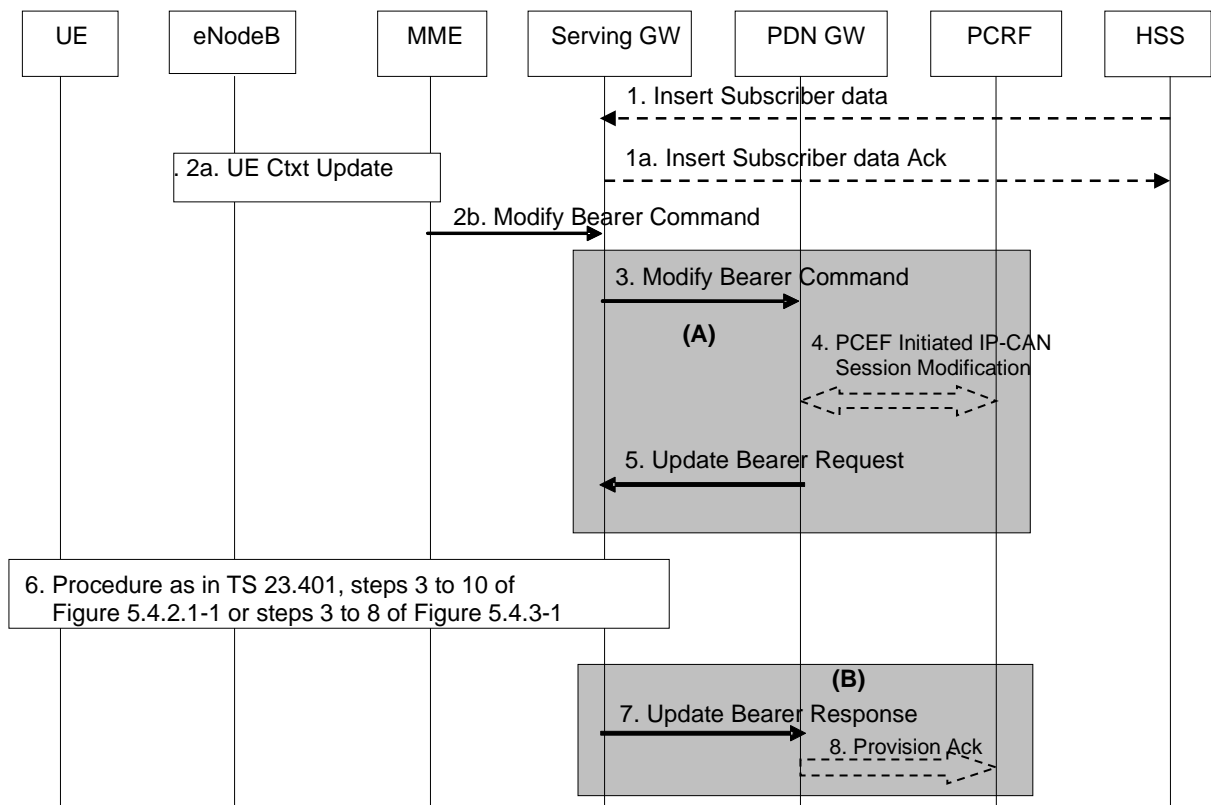 UE
eNodeB
MME
Serving GW
PDN GW
PCRF
HSS
1. Insert Subscriber data
. 2a. UE Ctxt Update
1a. Insert Subscriber data Ack
2b. Modify Bearer Command
3. Modify Bearer Command
(A)
4. PCEF Initiated IP-CAN
Session Modification
5. Update Bearer Request
6. Procedure as in TS 23.401, steps 3 to 10 of
Figure 5.4.2.1-1 or steps 3 to 8 of Figure 5.4.3-1
(B)
7. Update Bearer Response
8. Provision Ack